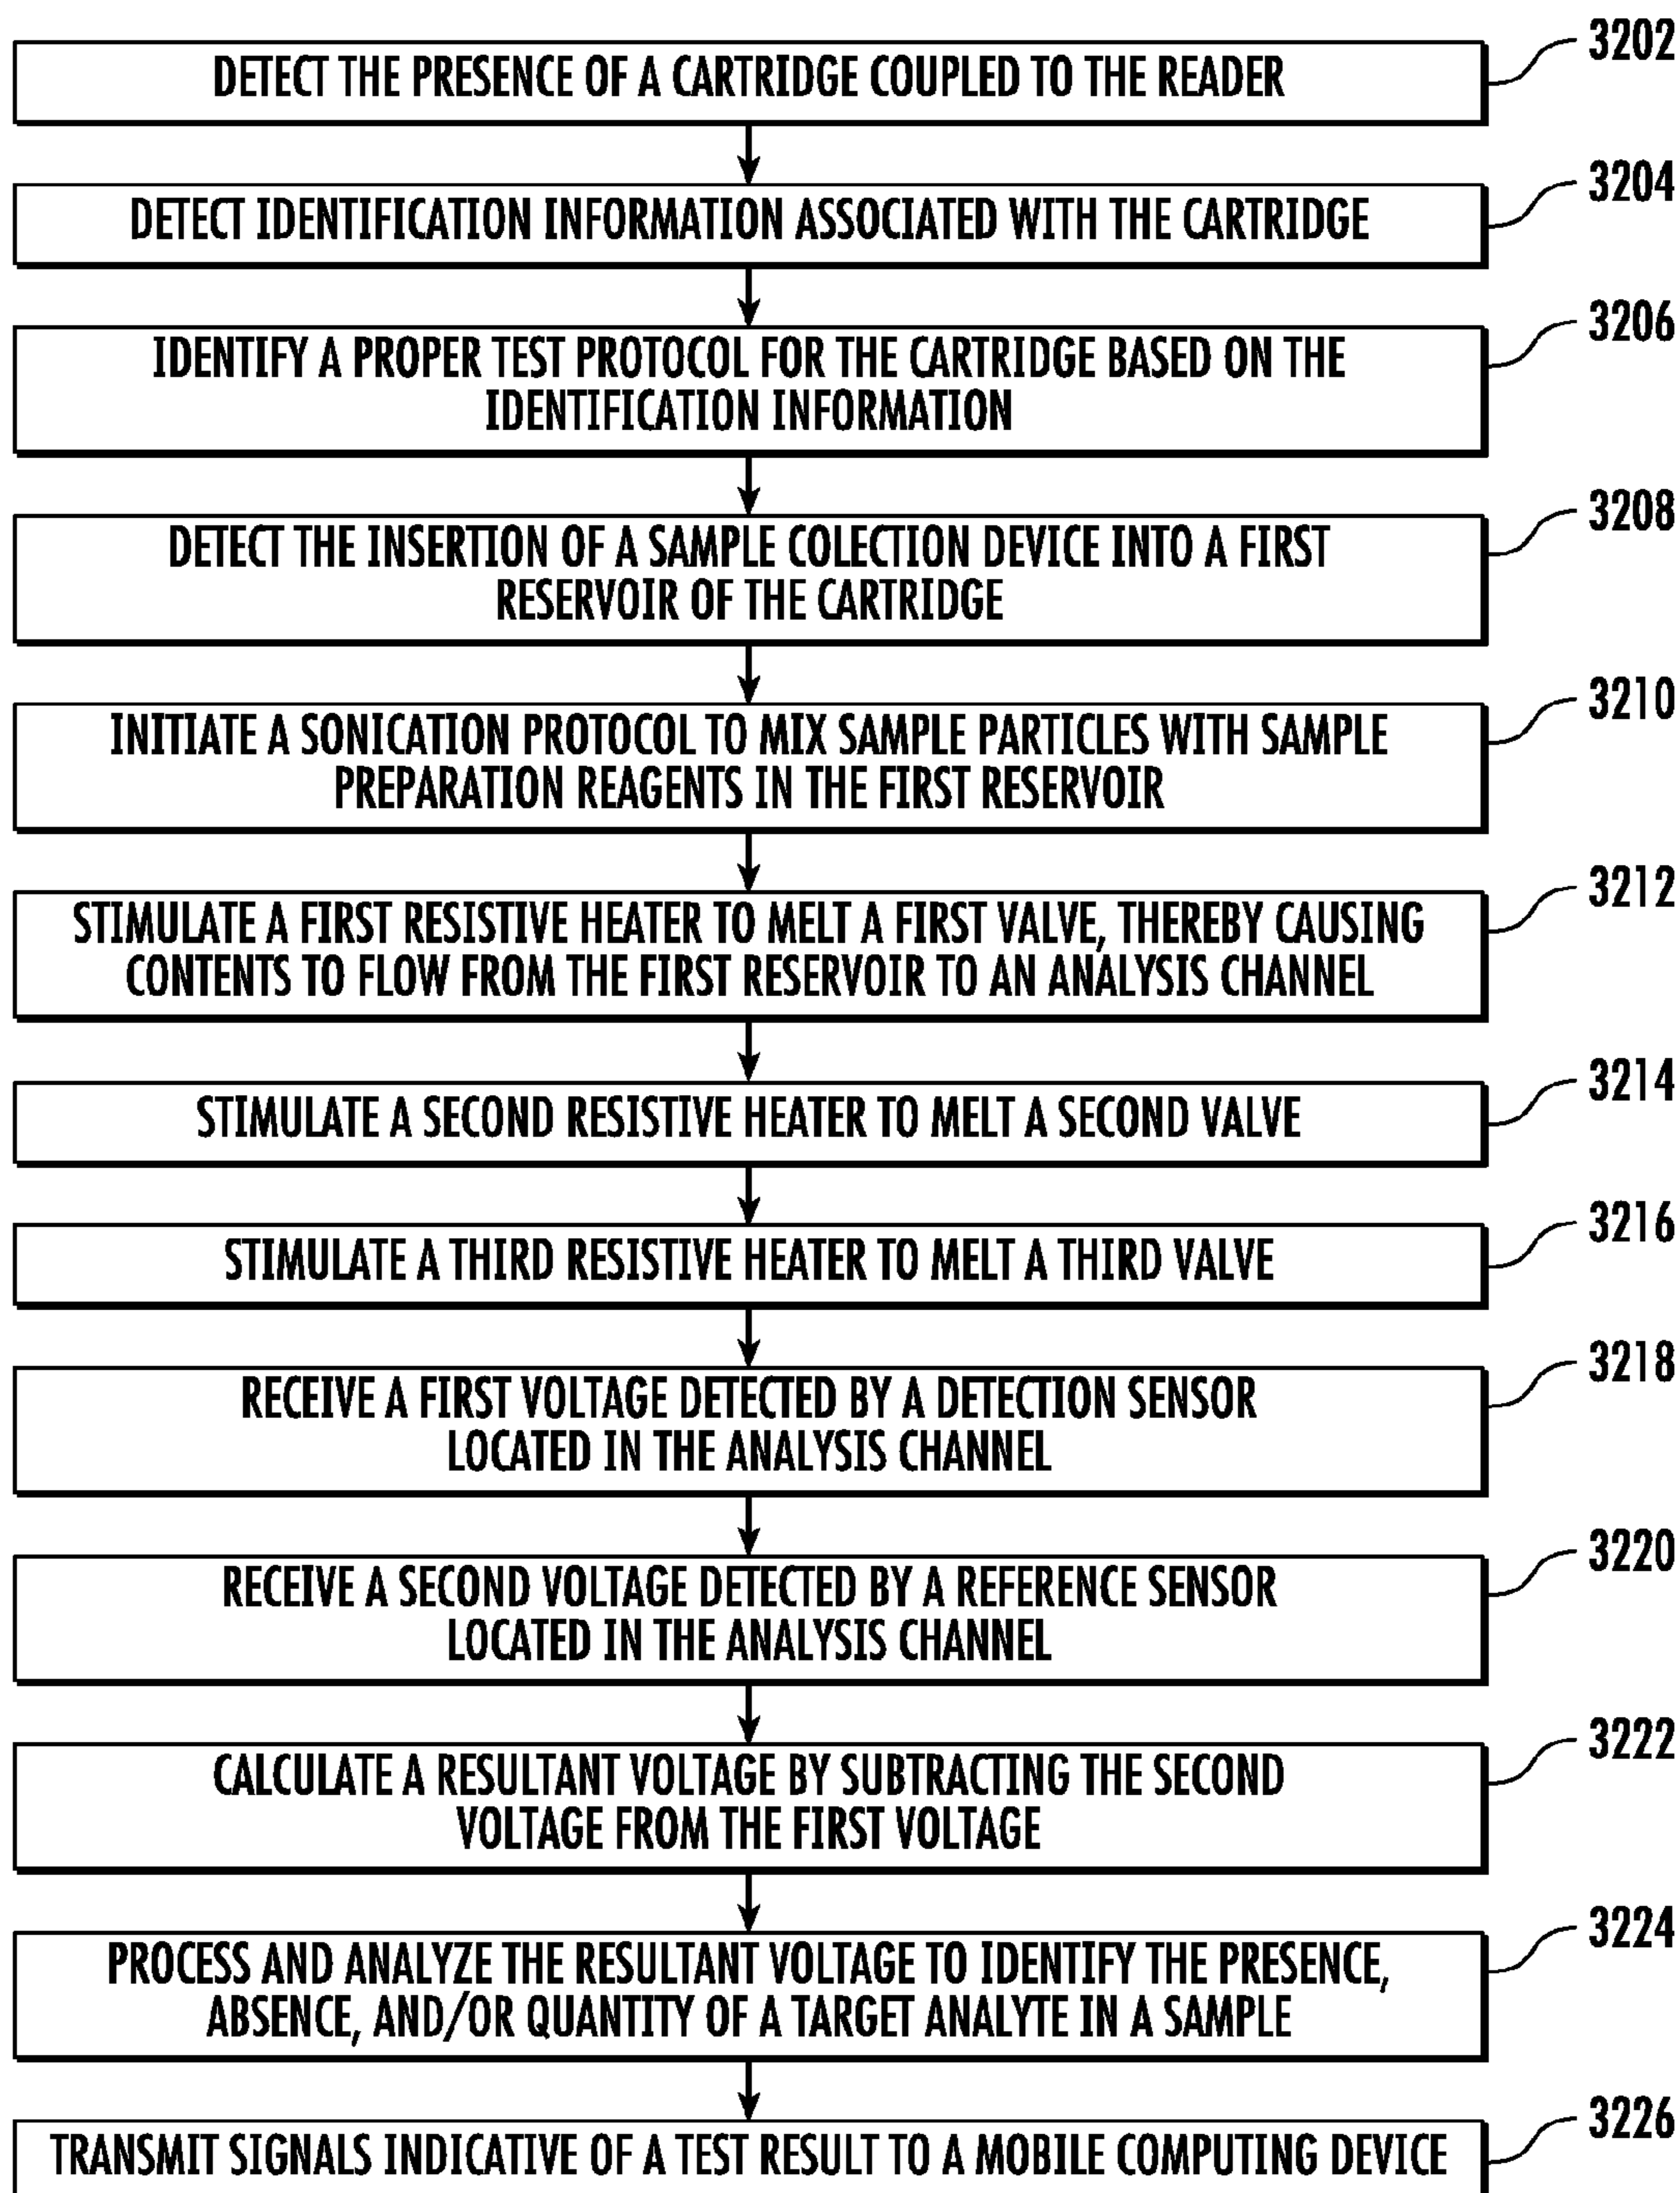 3202
DETECT THE PRESENCE OF A CARTRIDGE COUPLED TO THE READER
3204
DETECT IDENTIFICATION INFORMATION ASSOCIATED WITH THE CARTRIDGE
3206
IDENTIFY A PROPER TEST PROTOCOL FOR THE CARTRIDGE BASED ON THE
IDENTIFICATION INFORMATION
3208
DETECT THE INSERTION OF A SAMPLE COLECTION DEVICE INTO A FIRST
RESERVOIR OF THE CARTRIDGE
3210
INITIATE A SONICATION PROTOCOL TO MIX SAMPLE PARTICLES WITH SAMPLE
PREPARATION REAGENTS IN THE FIRST RESERVOIR
3212
STIMULATE A FIRST RESISTIVE HEATER TO MELT A FIRST VALVE, THEREBY CAUSING
CONTENTS TO FLOW FROM THE FIRST RESERVOIR TO AN ANALYSIS CHANNEL
3214
STIMULATE A SECOND RESISTIVE HEATER TO MELT A SECOND VALVE
3216
STIMULATE A THIRD RESISTIVE HEATER TO MELT A THIRD VALVE
3218
RECEIVE A FIRST VOLTAGE DETECTED BY A DETECTION SENSOR
LOCATED IN THE ANALYSIS CHANNEL
3220
RECEIVE A SECOND VOLTAGE DETECTED BY A REFERENCE SENSOR
LOCATED IN THE ANALYSIS CHANNEL
3222
CALCULATE A RESULTANT VOLTAGE BY SUBTRACTING THE SECOND
VOLTAGE FROM THE FIRST VOLTAGE
3224
PROCESS AND ANALYZE THE RESULTANT VOLTAGE TO IDENTIFY THE PRESENCE,
ABSENCE, AND/OR QUANTITY OF A TARGET ANALYTE IN A SAMPLE
3226
TRANSMIT SIGNALS INDICATIVE OF A TEST RESULT TO A MOBILE COMPUTING DEVICE